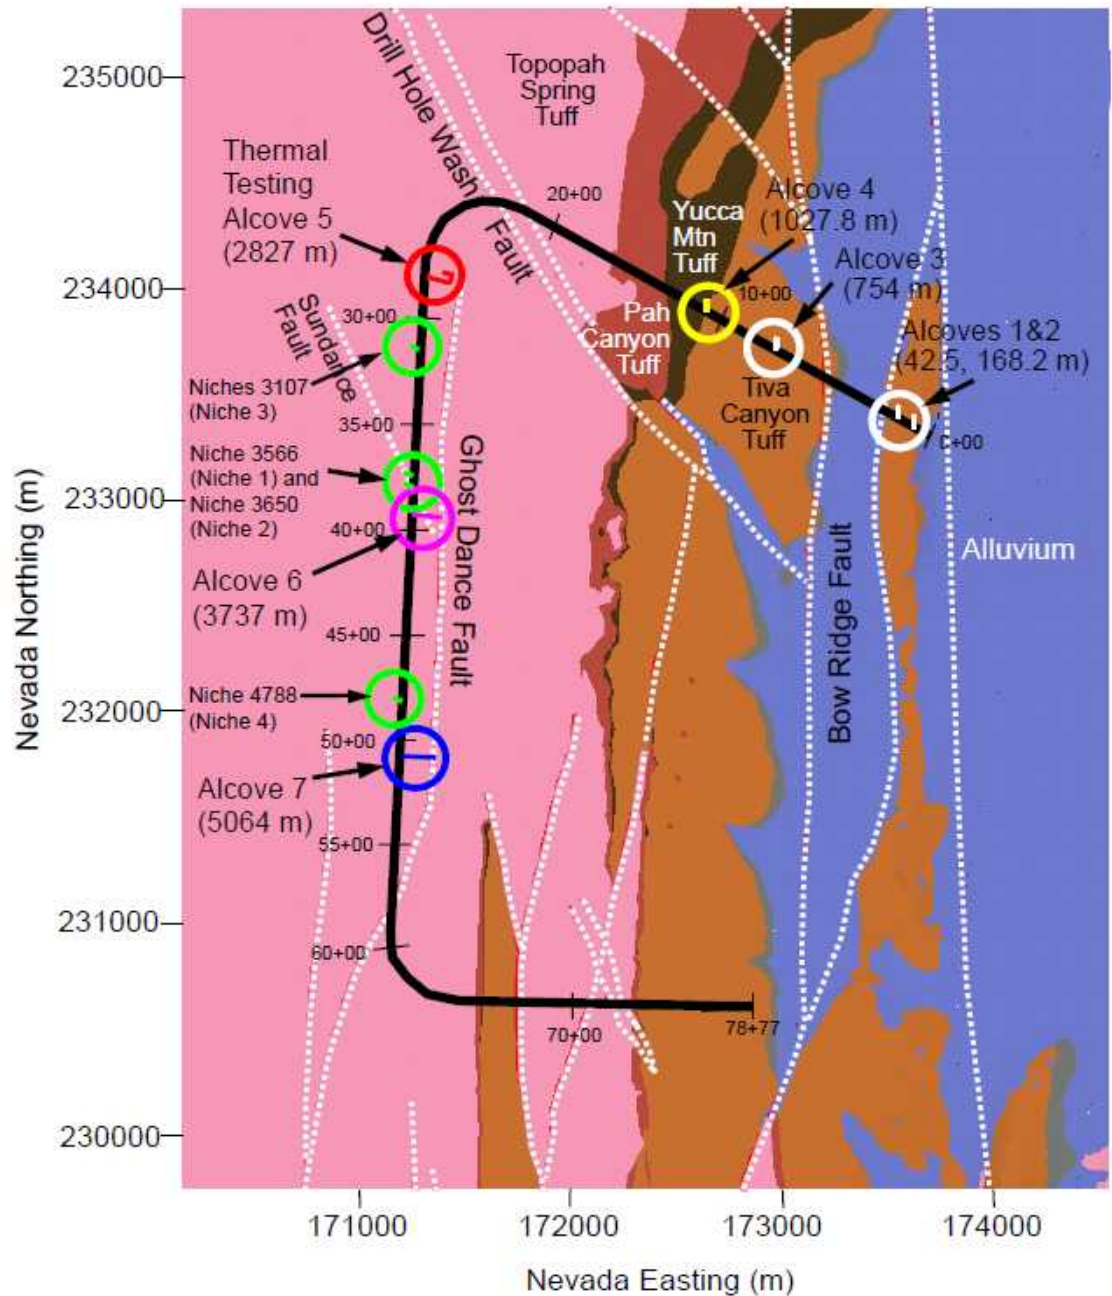 235000
234000
233000
232000
231000
230000
Nevada Northing (m)
171000
172000
173000
174000
Nevada Easting (m)
Drill Hole Wash
Fault
Topopah
Spring
Tuff
Thermal
Testing
Alcove 5
(2827 m)
20+00
Yucca
Mtn
Tuff
Alcove 4
(1027.8 m)
Alcove 3
(754 m)
10+00
Alcoves 1&2
(42.5, 168.2 m)
0+00
Pah
Canyon
Tuff
Tiva
Canyon
Tuff
Sundance
Fault
30+00
Niches 3107
(Niche 3)
35+00
Niche 3566
(Niche 1) and
Niche 3650
(Niche 2)
40+00
Alcove 6
(3737 m)
Ghost Dance Fault
Bow Ridge Fault
Alluvium
45+00
Niche 4788
(Niche 4)
50+00
Alcove 7
(5064 m)
55+00
60+00
70+00
78+77